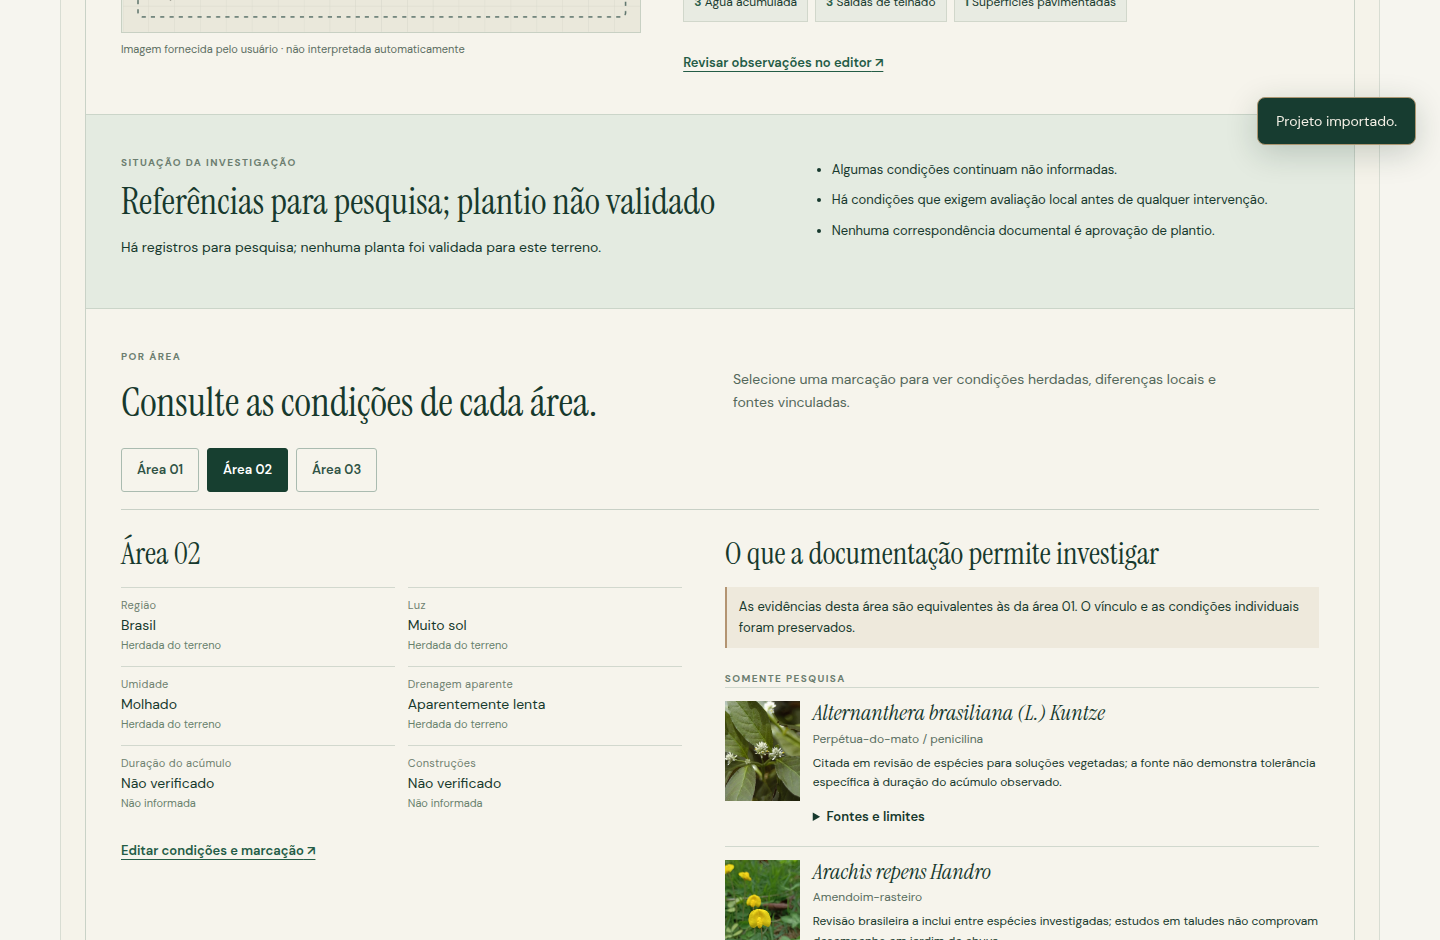 3 Água acumulada
3 Saídas de telhado
1 Superfícies pavimentadas
Imagem fornecida pelo usuário · não interpretada automaticamente
Revisar observações no editor ↗
Projeto importado.
SITUAÇÃO DA INVESTIGAÇÃO
Referências para pesquisa; plantio não validado
Há registros para pesquisa; nenhuma planta foi validada para este terreno.
• Algumas condições continuam não informadas.
• Há condições que exigem avaliação local antes de qualquer intervenção.
• Nenhuma correspondência documental é aprovação de plantio.
POR ÁREA
Consulte as condições de cada área.
Selecione uma marcação para ver condições herdadas, diferenças locais e
fontes vinculadas.
Área 01
Área 02
Área 03
Área 02
Região
Brasil
Herdada do terreno
Luz
Muito sol
Herdada do terreno
Umidade
Molhado
Herdada do terreno
Drenagem aparente
Aparentemente lenta
Herdada do terreno
Duração do acúmulo
Não verificado
Não informada
Construções
Não verificado
Não informada
Editar condições e marcação ↗
O que a documentação permite investigar
As evidências desta área são equivalentes às da área 01. O vínculo e as condições individuais
foram preservados.
SOMENTE PESQUISA
Alternanthera brasiliana (L.) Kuntze
Perpétua-do-mato / penicilina
Citada em revisão de espécies para soluções vegetadas; a fonte não demonstra tolerância
específica à duração do acúmulo observado.
▶ Fontes e limites
Arachis repens Handro
Amendoim-rasteiro
Revisão brasileira a inclui entre espécies investigadas; estudos em taludes não comprovam